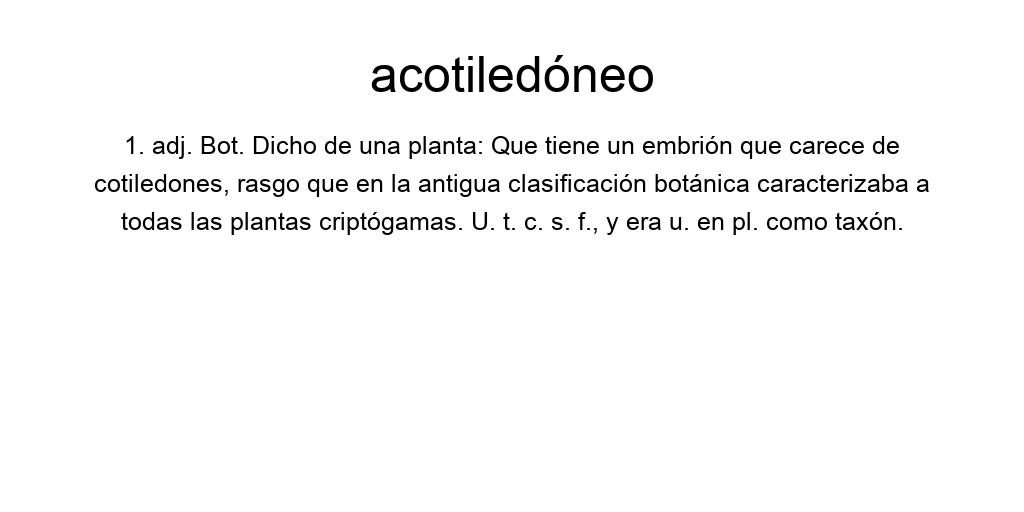 acotiledóneo
1. adj. Bot. Dicho de una planta: Que tiene un embrión que carece de
cotiledones, rasgo que en la antigua clasificación botánica caracterizaba a
todas las plantas criptógamas. U. t. c. s. f., y era u. en pl. como taxón.